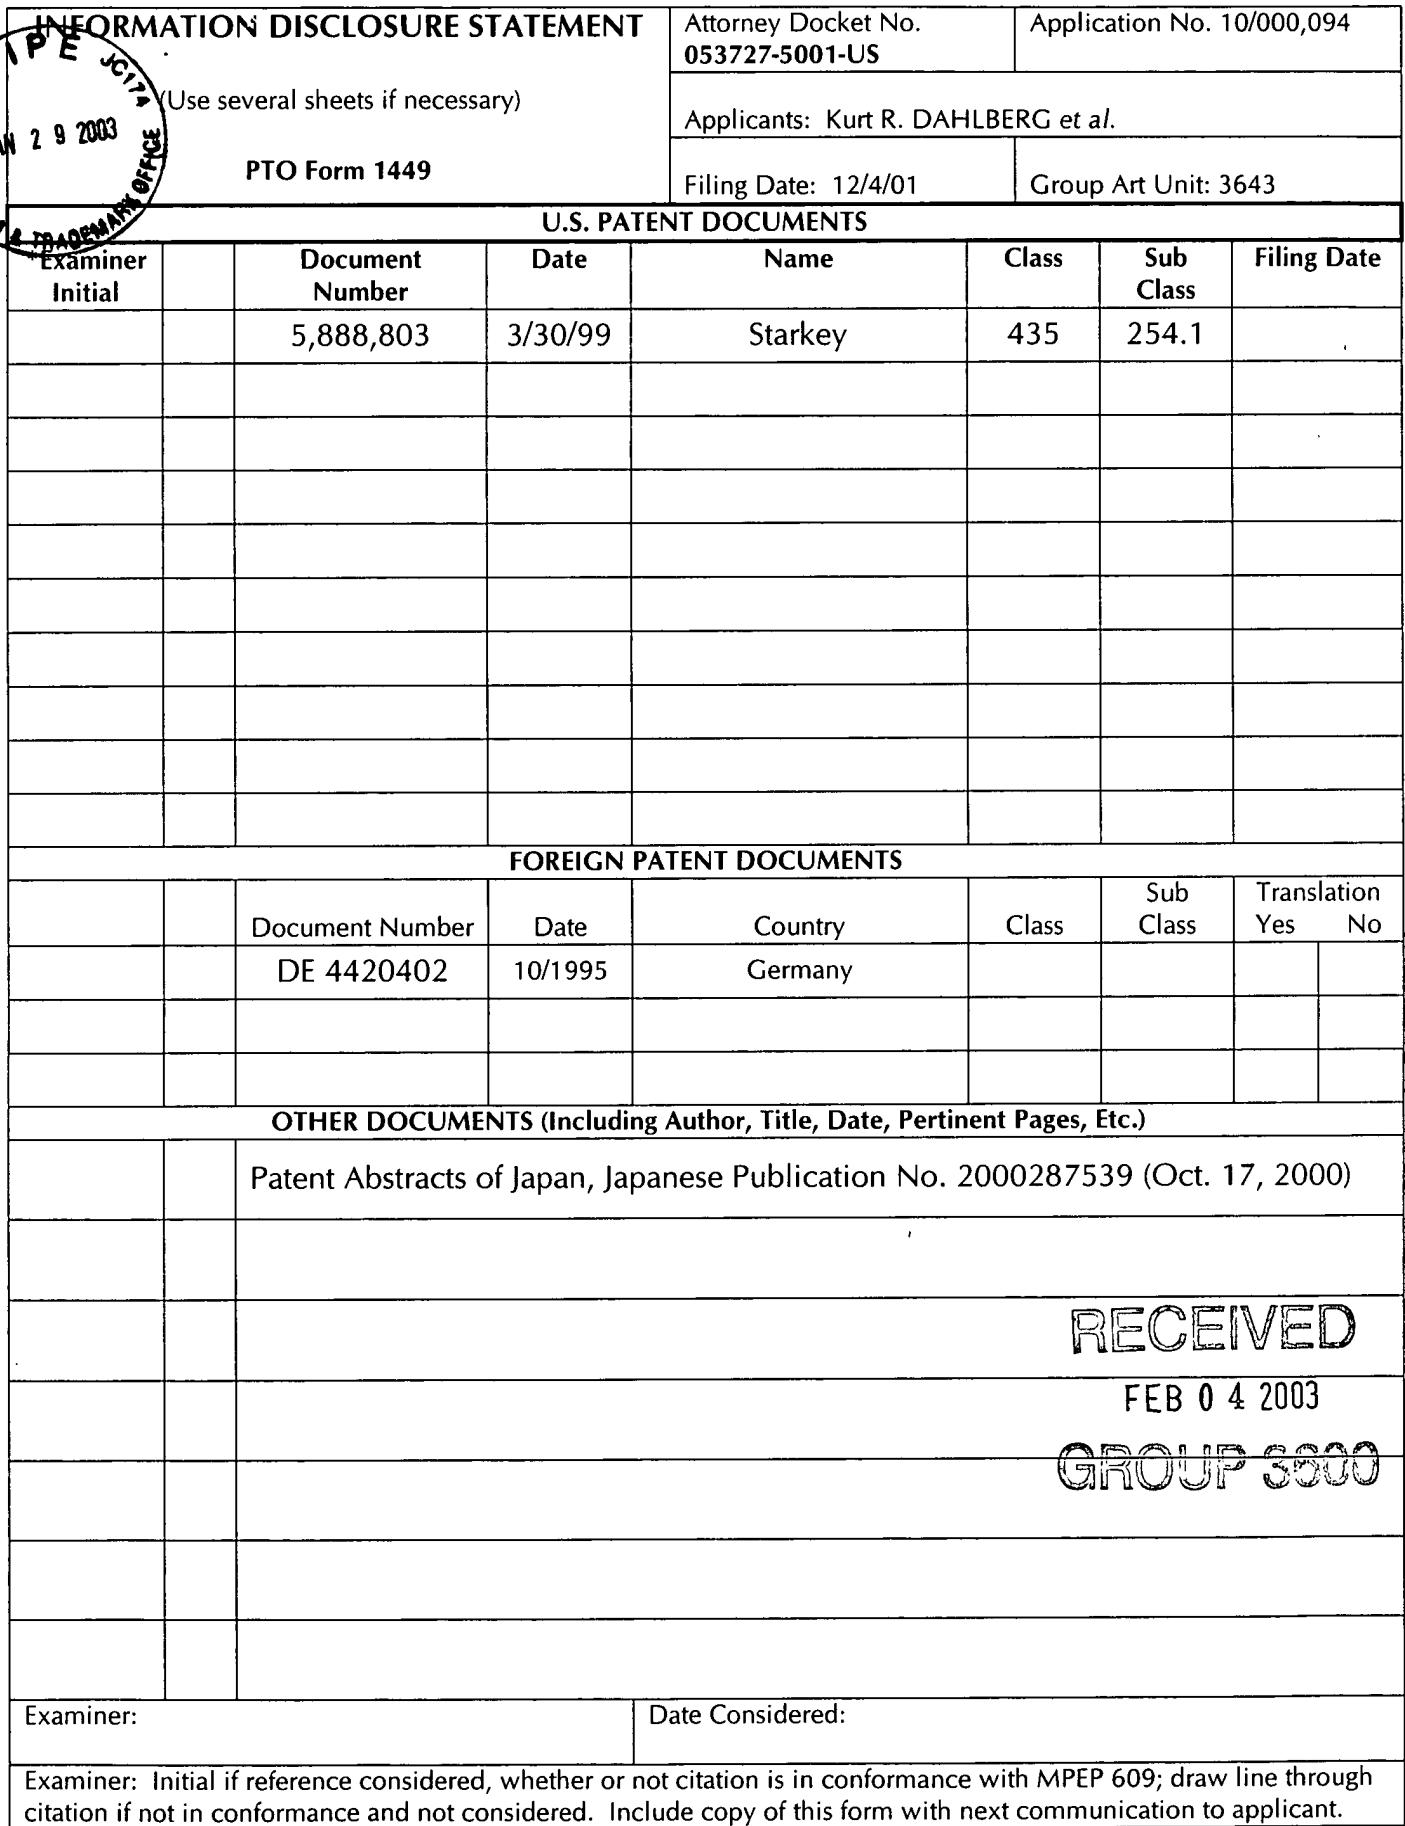 INFORMATION DISCLOSURE STATEMENT
(Use several sheets if necessary)
PTO Form 1449
Attorney Docket No.
053727-5001-US
Application No. 10/000,094
Applicants: Kurt R. DAHLBERG et al.
Filing Date: 12/4/01
Group Art Unit: 3643
JC174
2 9 2003
& TRADEMARK OFFICE
U.S. PATENT DOCUMENTS
*Examiner Initial
Document Number
Date
Name
Class
Sub Class
Filing Date
5,888,803 3/30/99 Starkey 435 254.1
FOREIGN PATENT DOCUMENTS
Document Number Date Country Class Sub Class Translation Yes No
DE 4420402 10/1995 Germany
OTHER DOCUMENTS (Including Author, Title, Date, Pertinent Pages, Etc.)
Patent Abstracts of Japan, Japanese Publication No. 2000287539 (Oct. 17, 2000)
RECEIVED
FEB 0 4 2003
GROUP 3600
Examiner:
Date Considered:
Examiner: Initial if reference considered, whether or not citation is in conformance with MPEP 609; draw line through
citation if not in conformance and not considered. Include copy of this form with next communication to applicant.